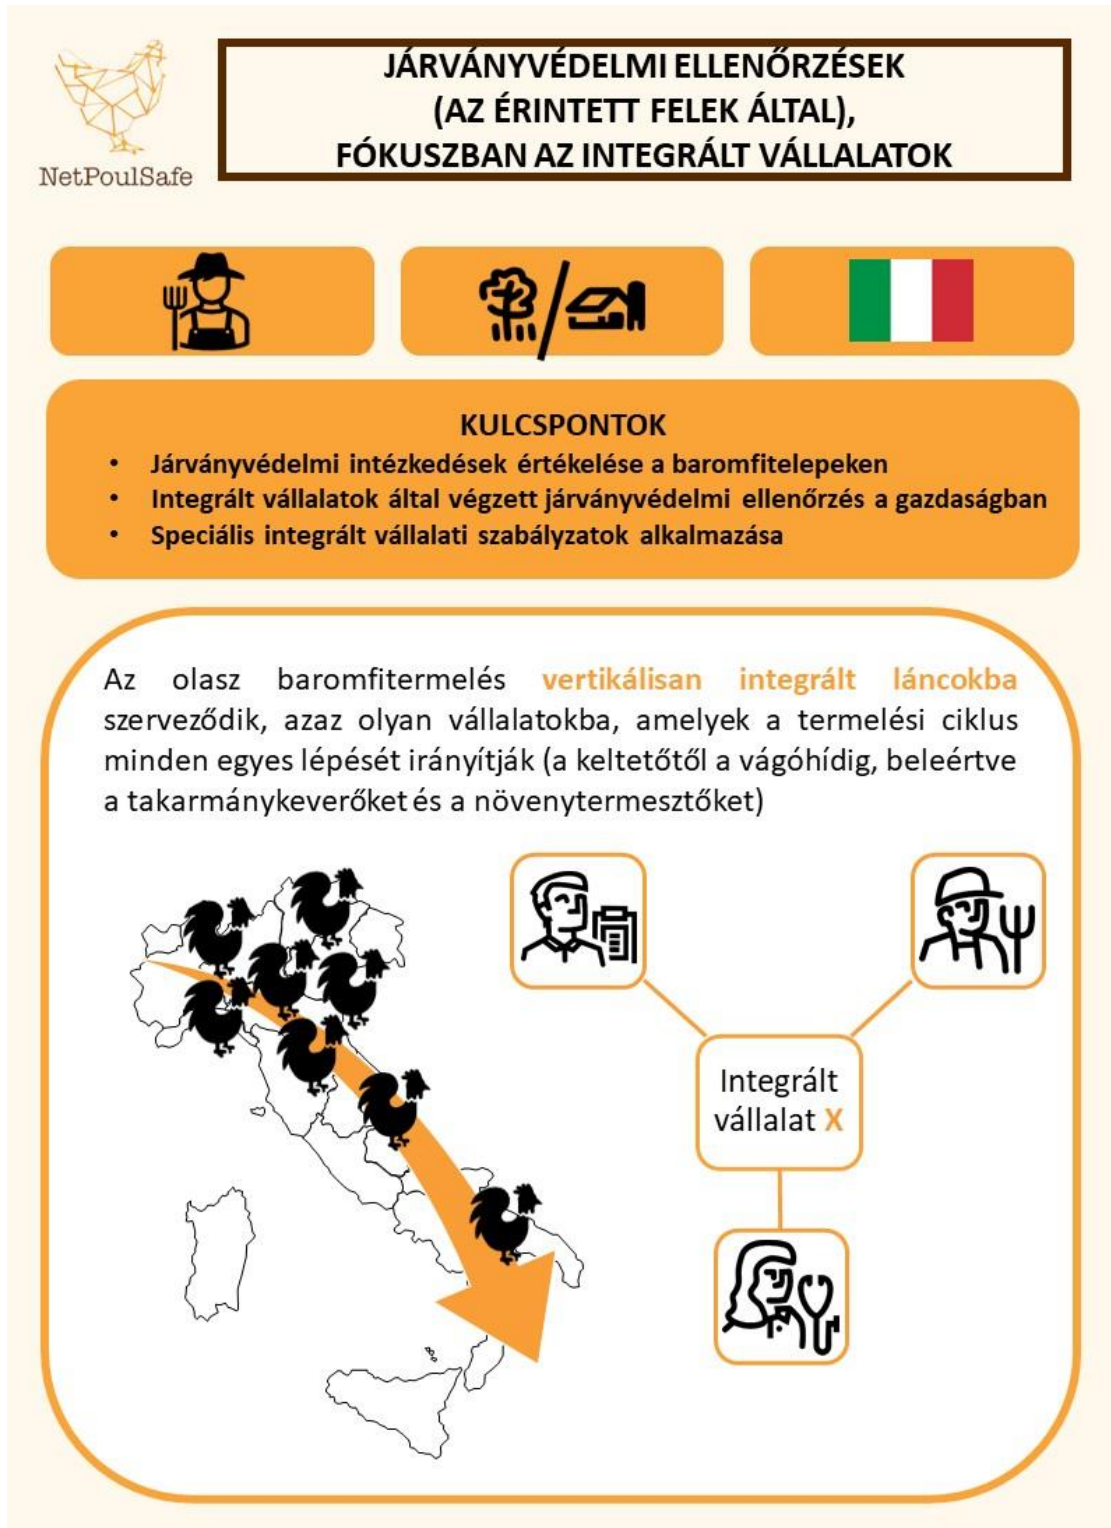 NetPoulSafe
JÁRVÁNYVÉDELMI ELLENŐRZÉSEK
(AZ ÉRINTETT FELEK ÁLTAL),
FÓKUSZBAN AZ INTEGRÁLT VÁLLALATOK
KULCSPONTOK
• Járványvédelmi intézkedések értékelése a baromfitelepeken
• Integrált vállalatok által végzett járványvédelmi ellenőrzés a gazdaságban
• Speciális integrált vállalati szabályzatok alkalmazása
Az olasz baromfitermelés vertikálisan integrált láncokba
szerveződik, azaz olyan vállalatokba, amelyek a termelési ciklus
minden egyes lépését irányítják (a keltetőtől a vágóhídig, beleértve
a takarmánykeverőket és a növenytermesztőket)
Integrált
vállalat X